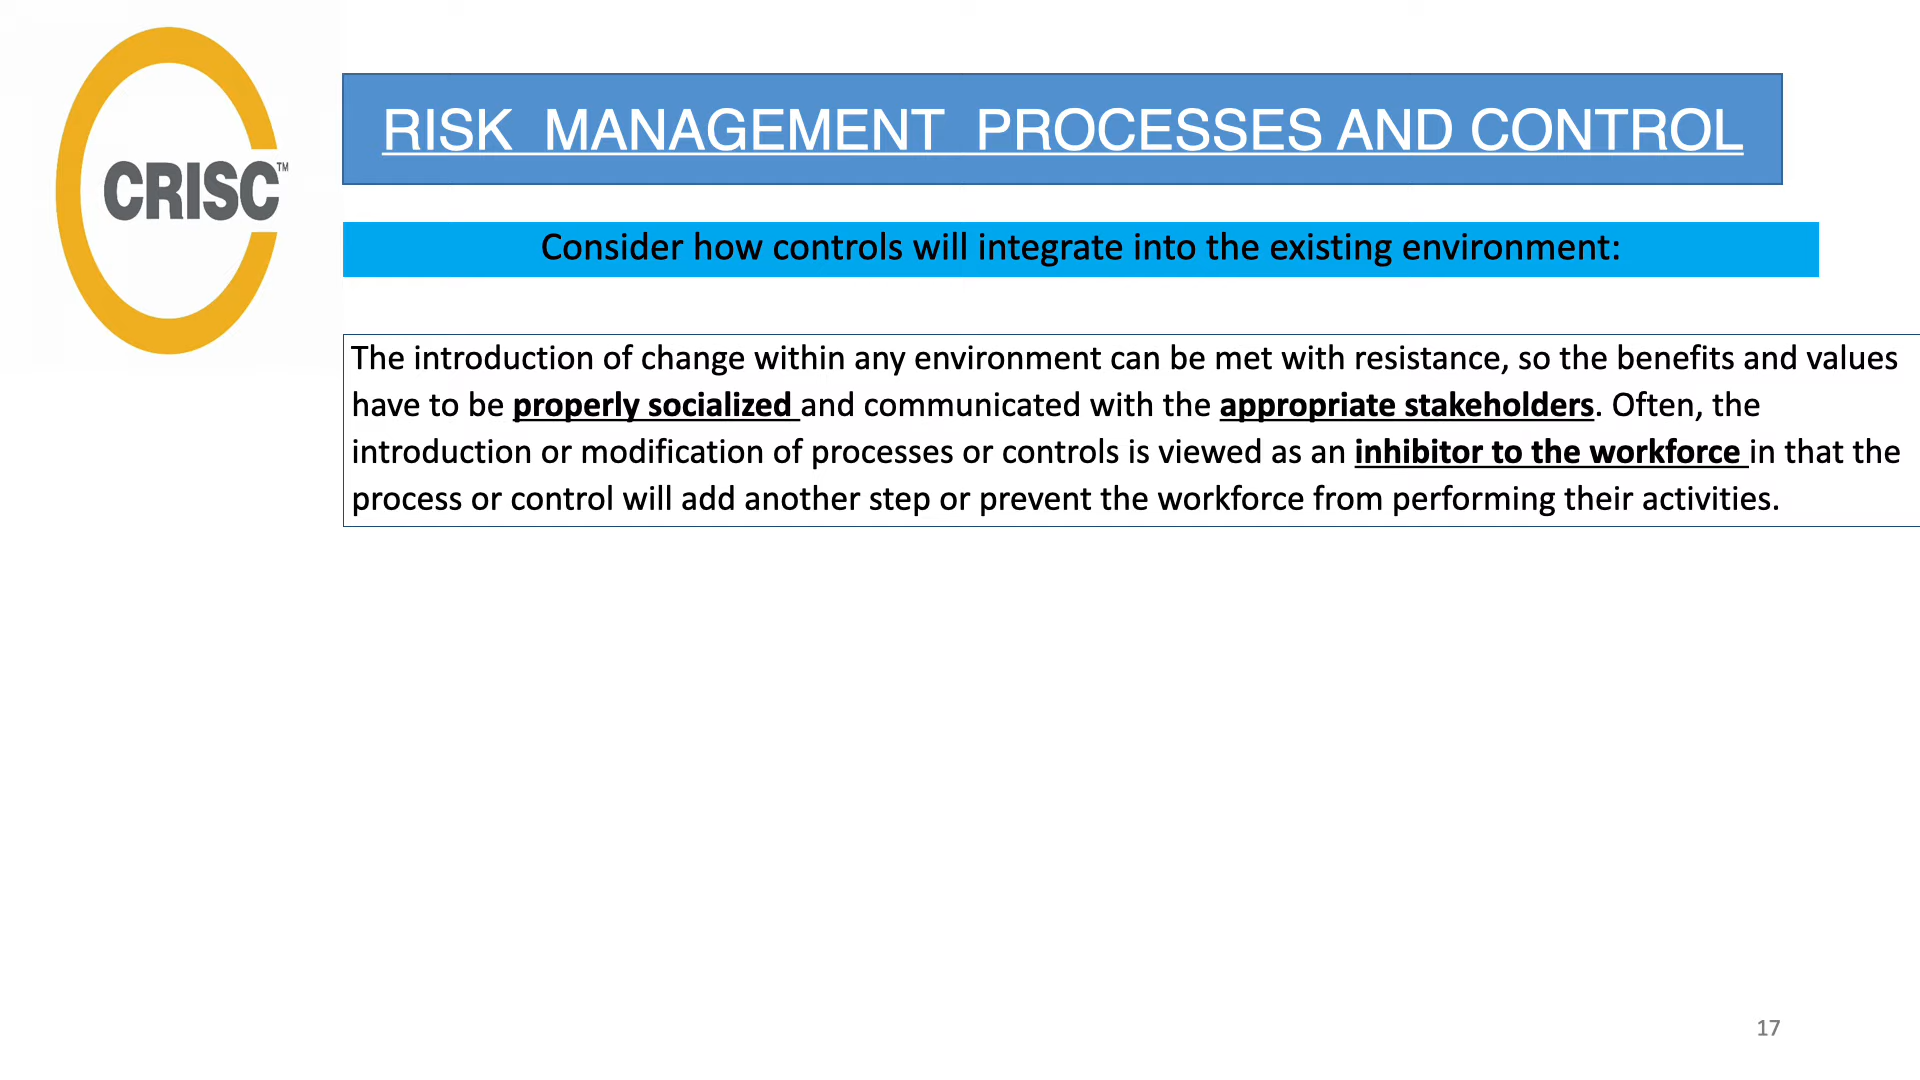 CRISC™
RISK  MANAGEMENT  PROCESSES AND CONTROL
Consider how controls will integrate into the existing environment:
The introduction of change within any environment can be met with resistance, so the benefits and values
have to be properly socialized and communicated with the appropriate stakeholders. Often, the
introduction or modification of processes or controls is viewed as an inhibitor to the workforce in that the
process or control will add another step or prevent the workforce from performing their activities.
17